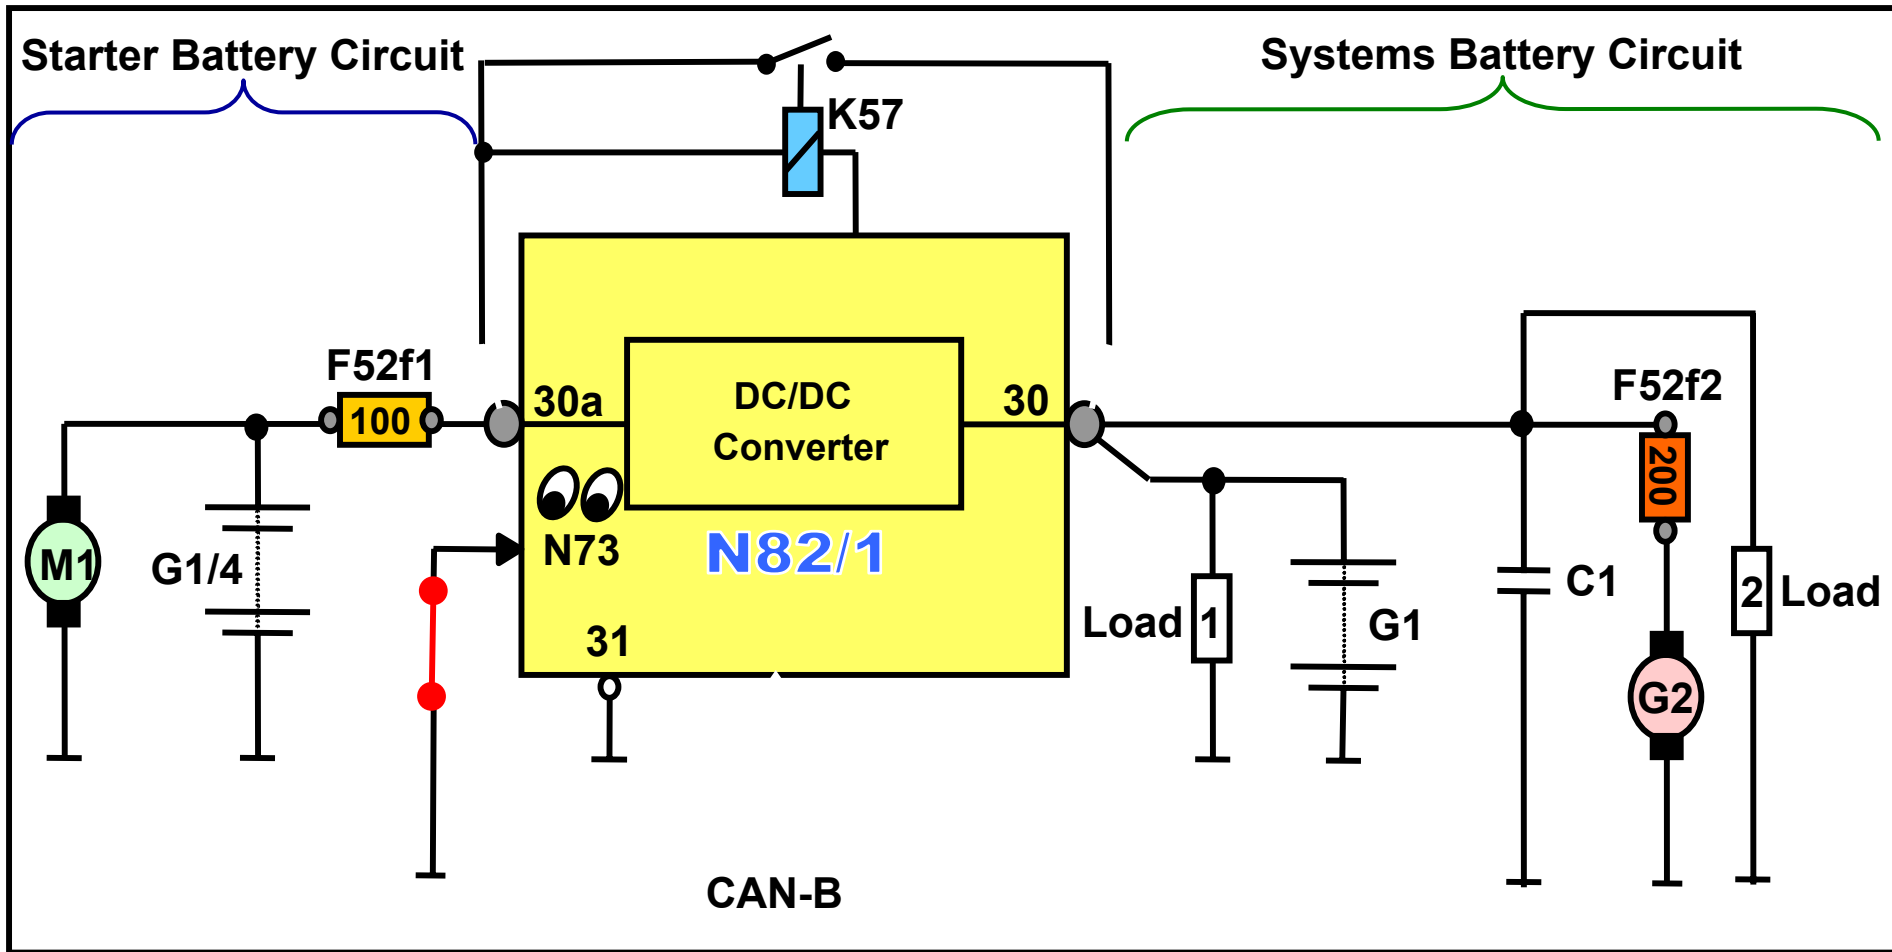 Starter Battery Circuit
Systems Battery Circuit
K57
F52f1
100
30a
DC/DC
Converter
30
F52f2
200
M1
G1/4
N73
N82/1
31
Load 1
G1
C1
2 Load
G2
CAN-B